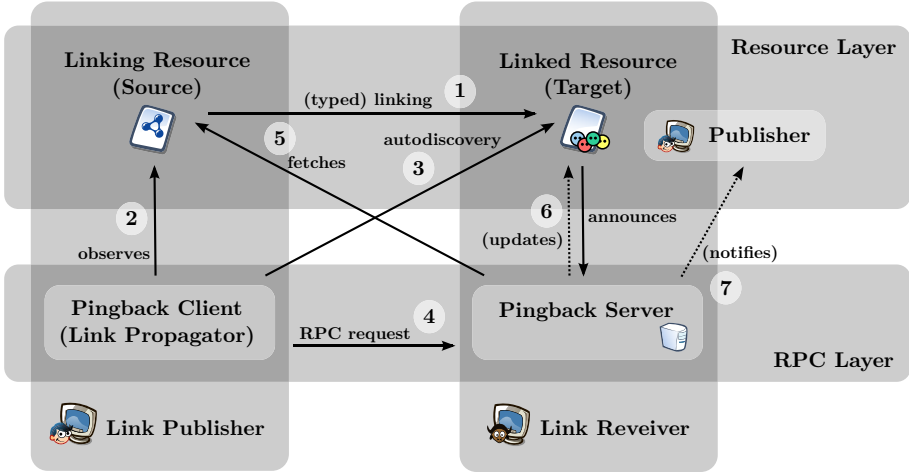 Resource Layer
Linking Resource
(Source)
Linked Resource
(Target)
(typed) linking
1
Publisher
5
fetches
autodiscovery
3
2
observes
6
(updates)
announces
(notifies)
7
Pingback Client
(Link Propagator)
RPC request
4
Pingback Server
RPC Layer
Link Publisher
Link Reveiver